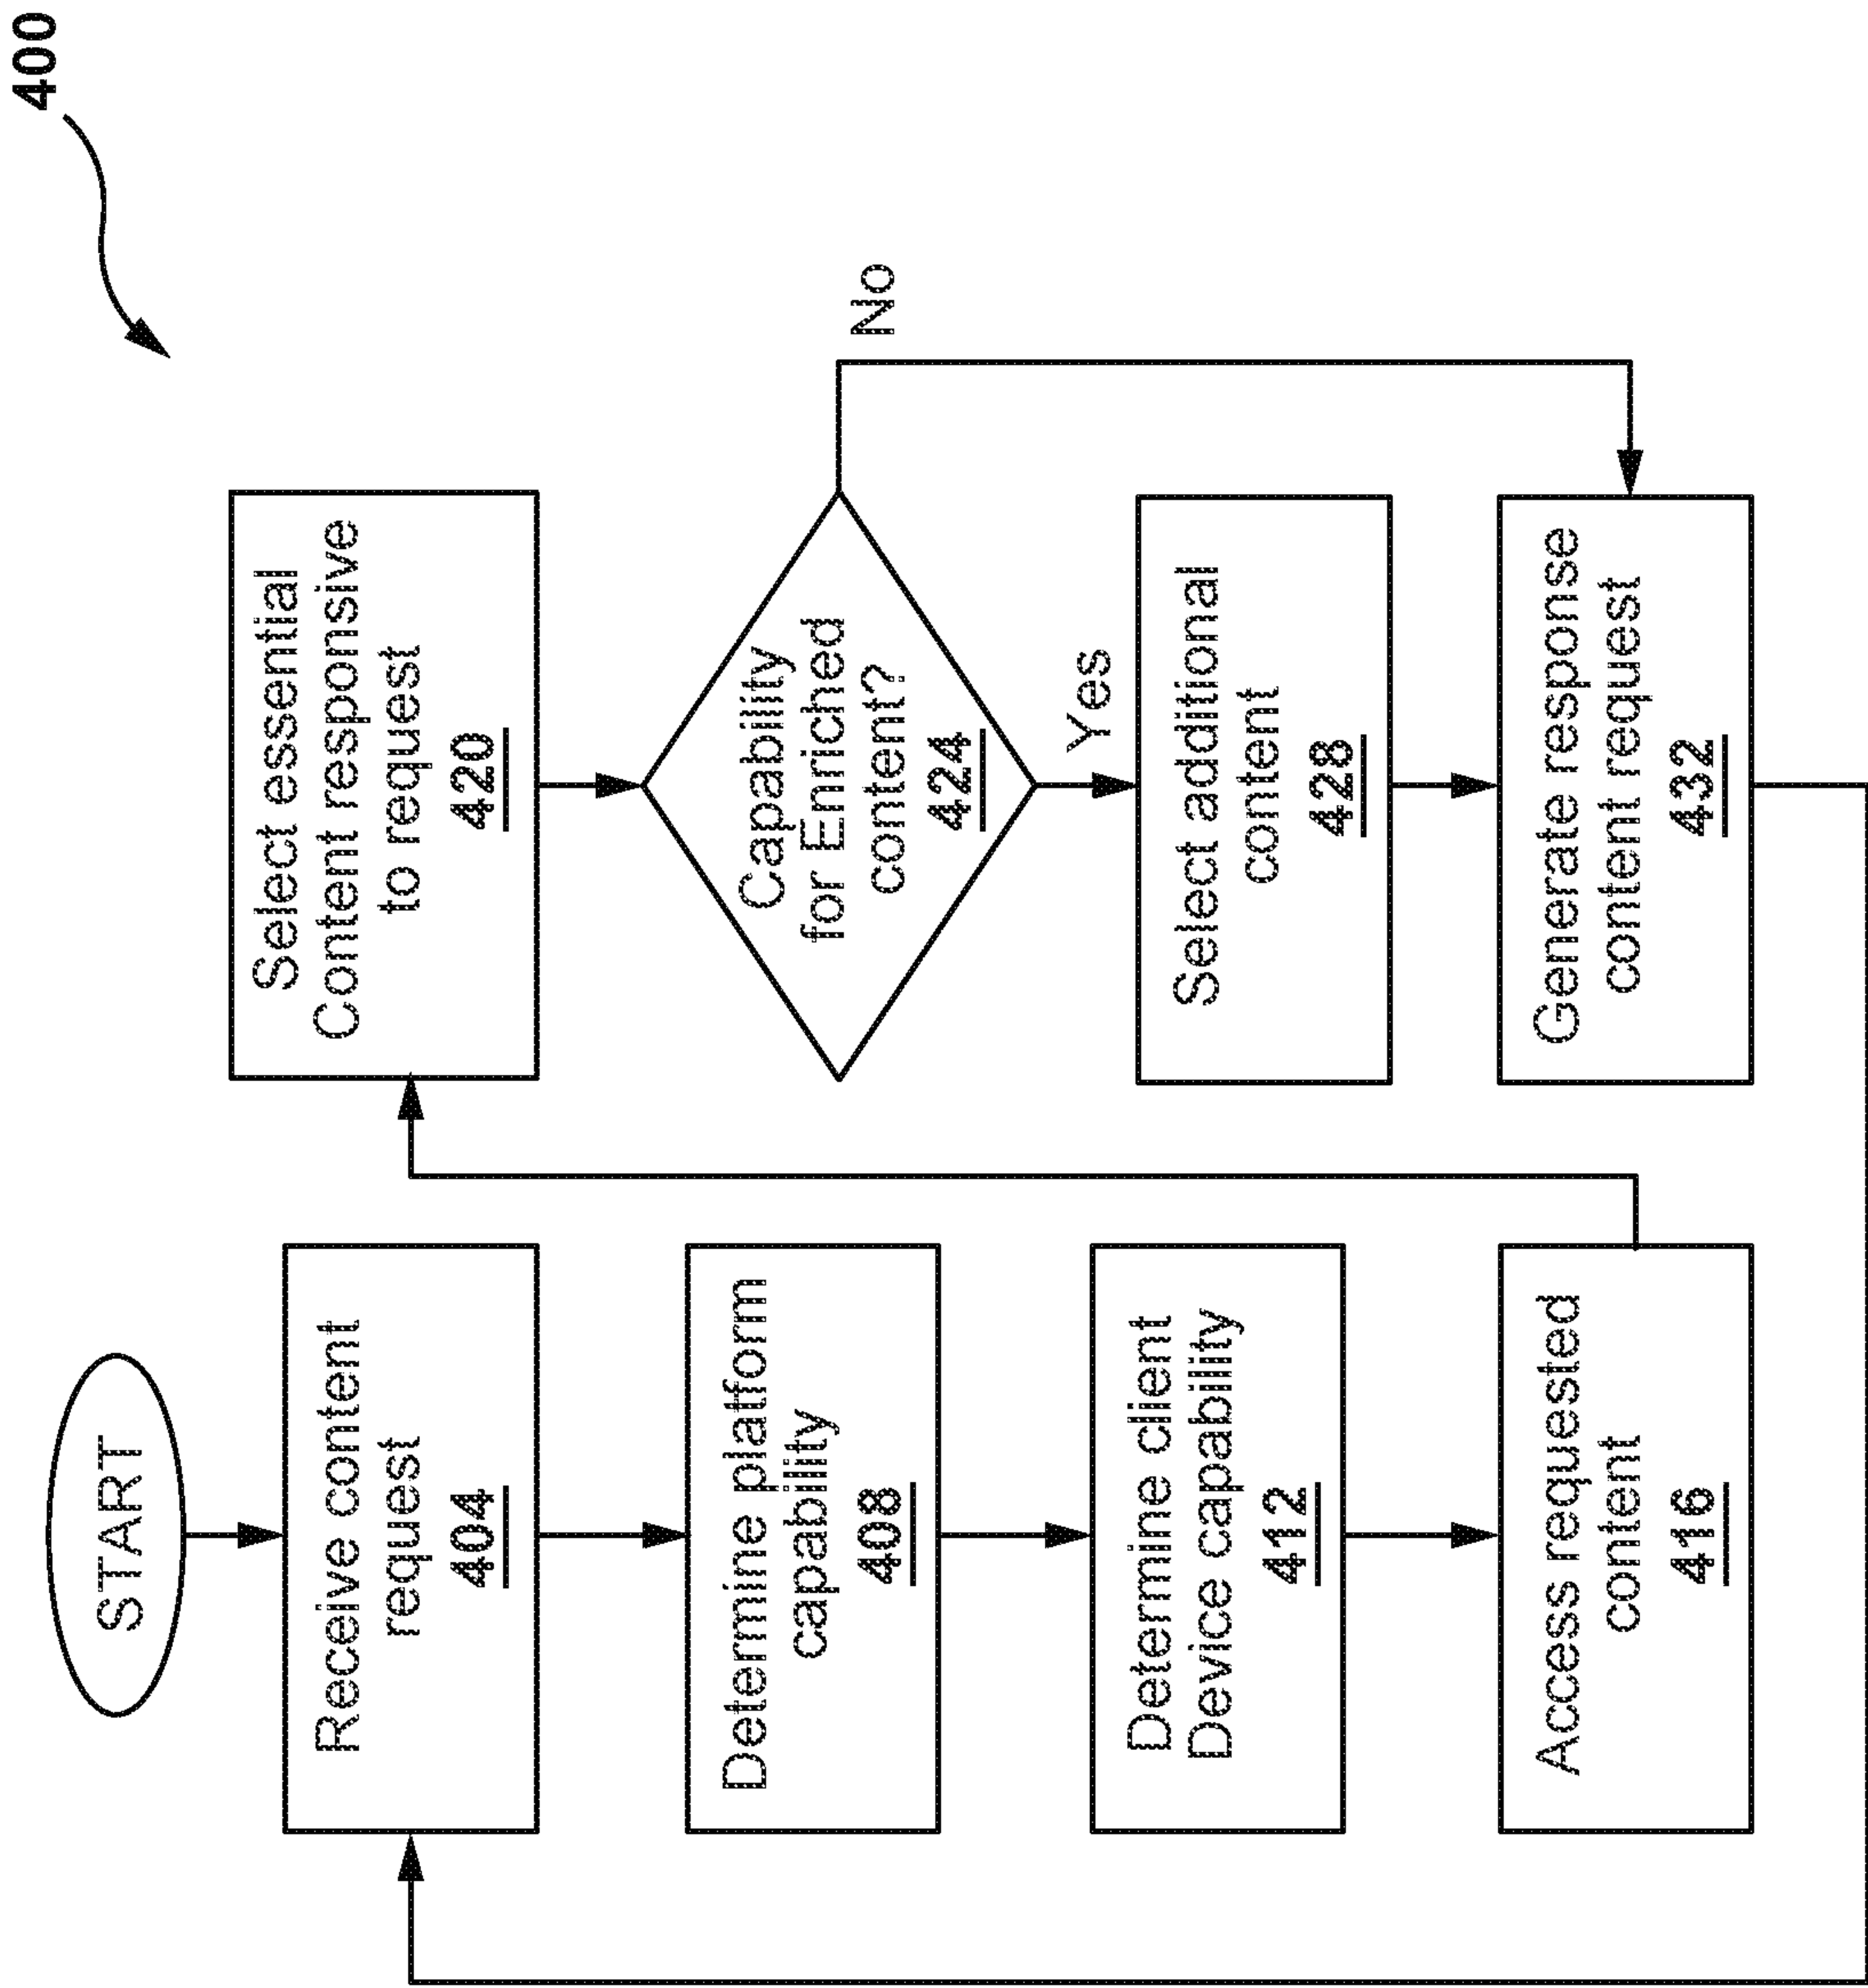 400
START
Receive content
request
404
Determine platform
capability
408
Determine client
Device capability
412
Access requested
content
416
Select essential
Content responsive
to request
420
Capability
for Enriched
content?
424
No
Yes
Select additional
content
428
Generate response
content request
432